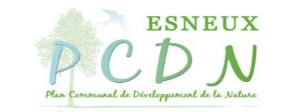 ESNEUX
PCDN
Plan Communal de Développement de la Nature